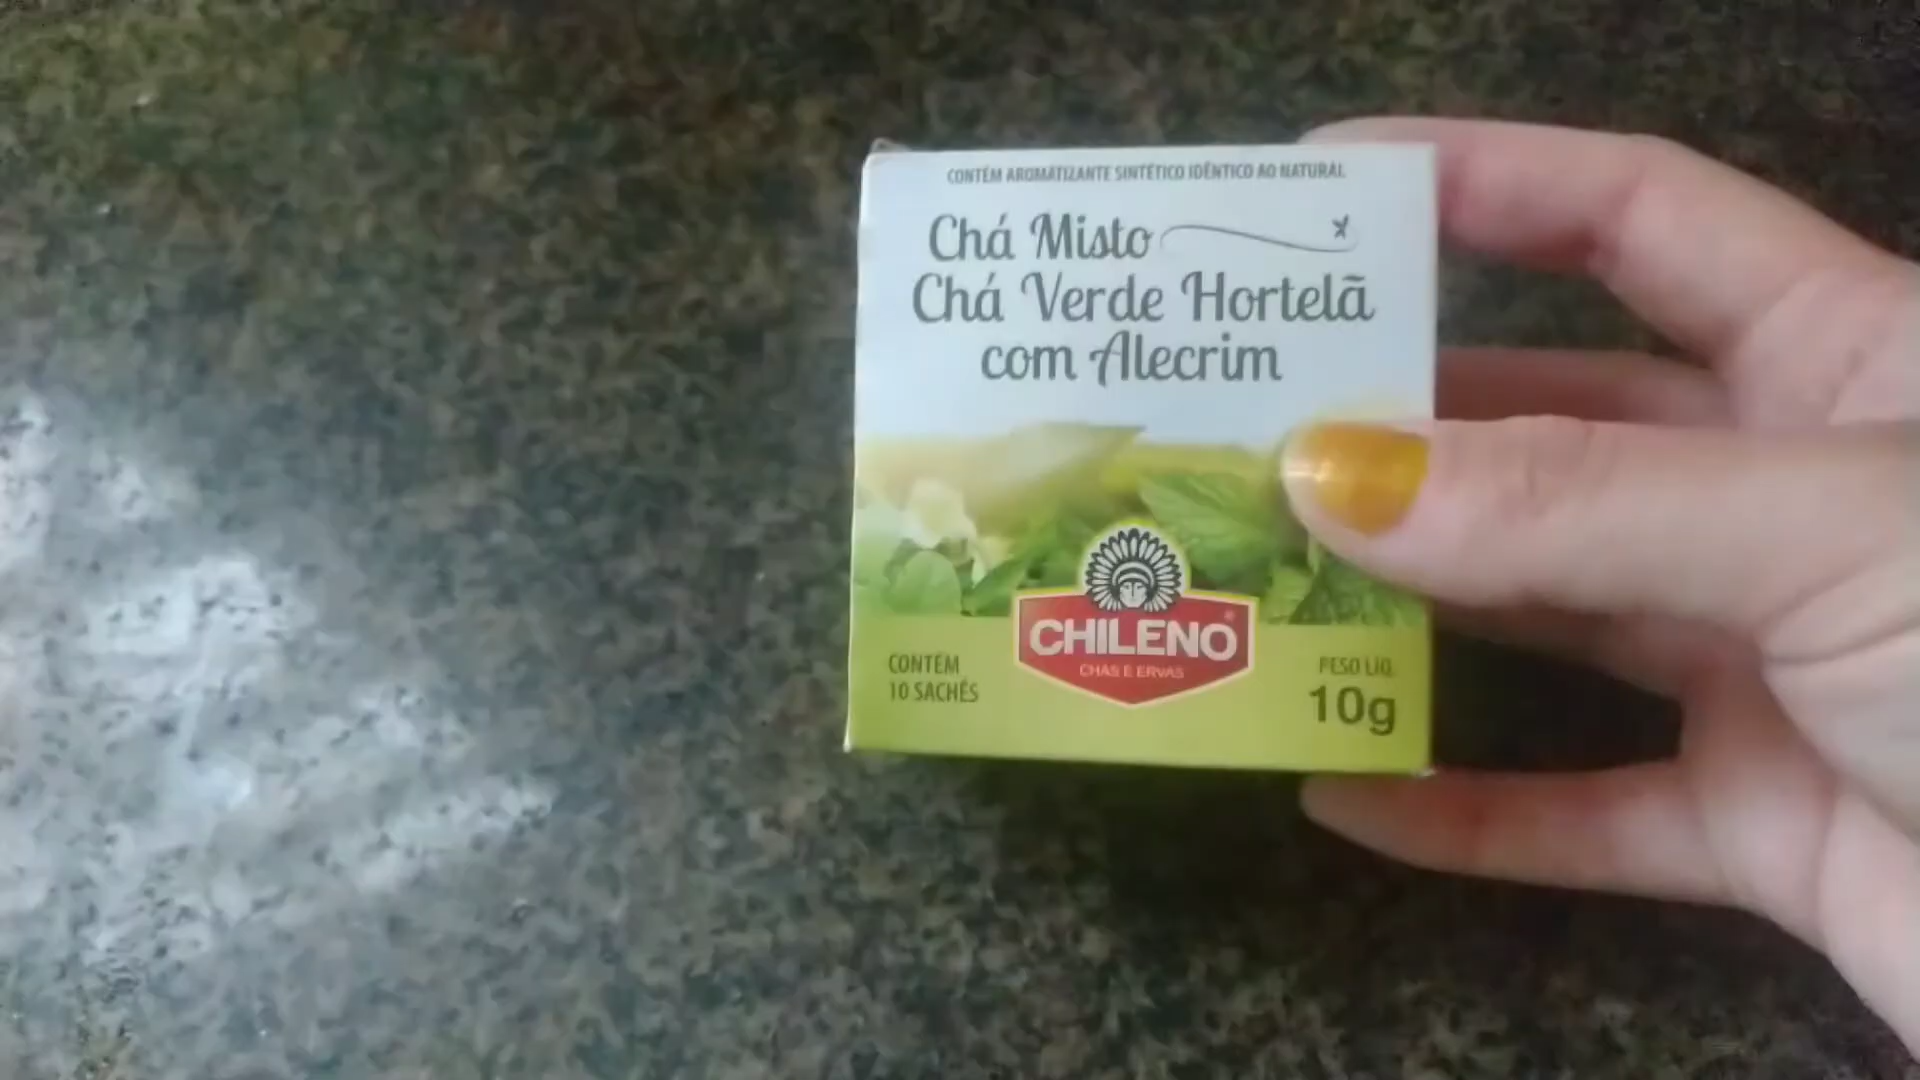 CONTÉM AROMATIZANTE SINTÉTICO IDÊNTICO AO NATURAL
Chá Misto
Chá Verde Hortelã
com Alecrim
CHILENO®
CHÁS E ERVAS
CONTÉM
10 SACHÊS
PESO LIQ.
10g